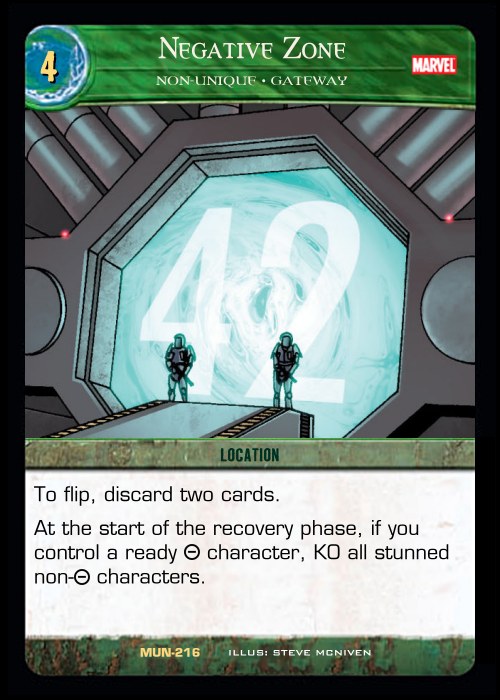 4
Negative Zone
MARVEL
Non-Unique • Gateway
42
LOCATION
To flip, discard two cards.
At the start of the recovery phase, if you
control a ready ⊖ character, KO all stunned
non-⊖ characters.
MUN-216 ILLUS: STEVE MCNIVEN